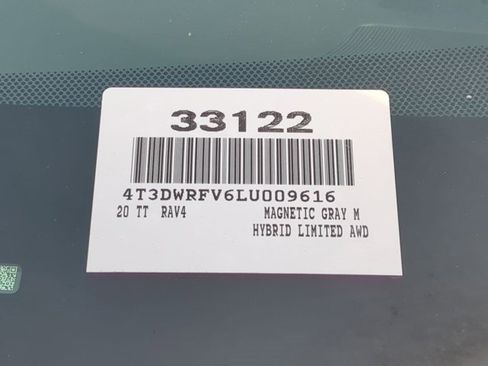 33122
4T3DWRFV6LU009616
20 TT RAV4 MAGNETIC GRAY M
HYBRID LIMITED AWD